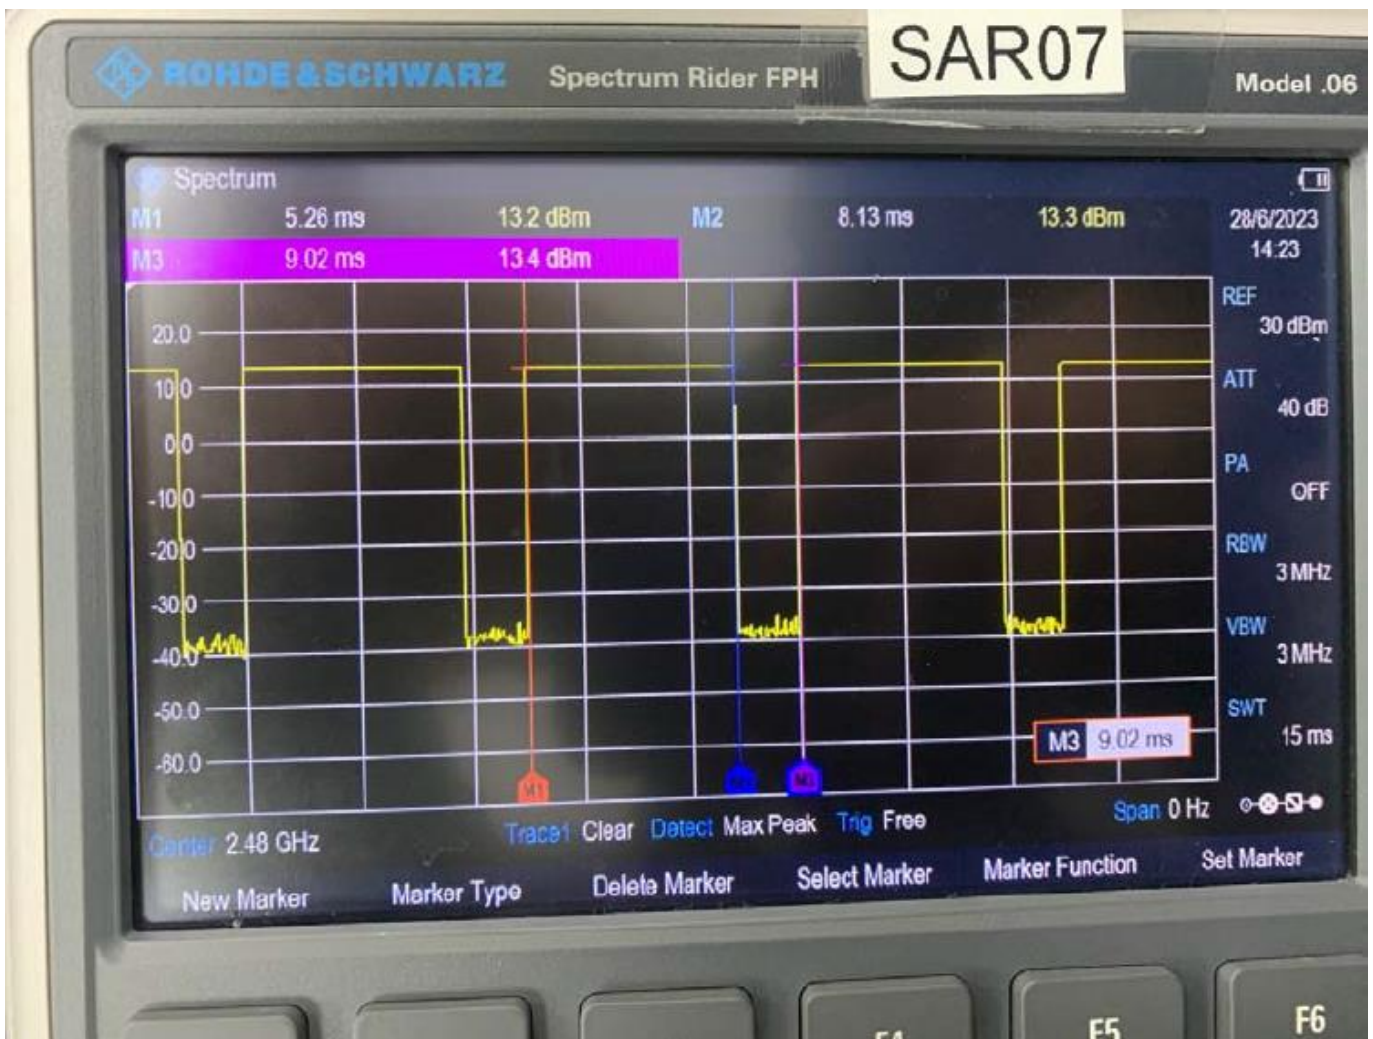 SAR07
ROHDE & SCHWARZ Spectrum Rider FPH Model .06
Spectrum
M1 5.26 ms 13.2 dBm M2 8.13 ms 13.3 dBm 28/6/2023
M3 9.02 ms 13.4 dBm 14:23
REF
20.0 30 dBm
ATT
10.0 40 dB
0.0
PA
-10.0 OFF
-20.0 RBW
3 MHz
-30.0
VBW
-40.0 3 MHz
-50.0 SWT
M3 9.02 ms 15 ms
-60.0
M1 M2 M3
Center 2.48 GHz Trace1 Clear Detect Max Peak Trig Free Span 0 Hz
New Marker Marker Type Delete Marker Select Marker Marker Function Set Marker
F4 F5 F6